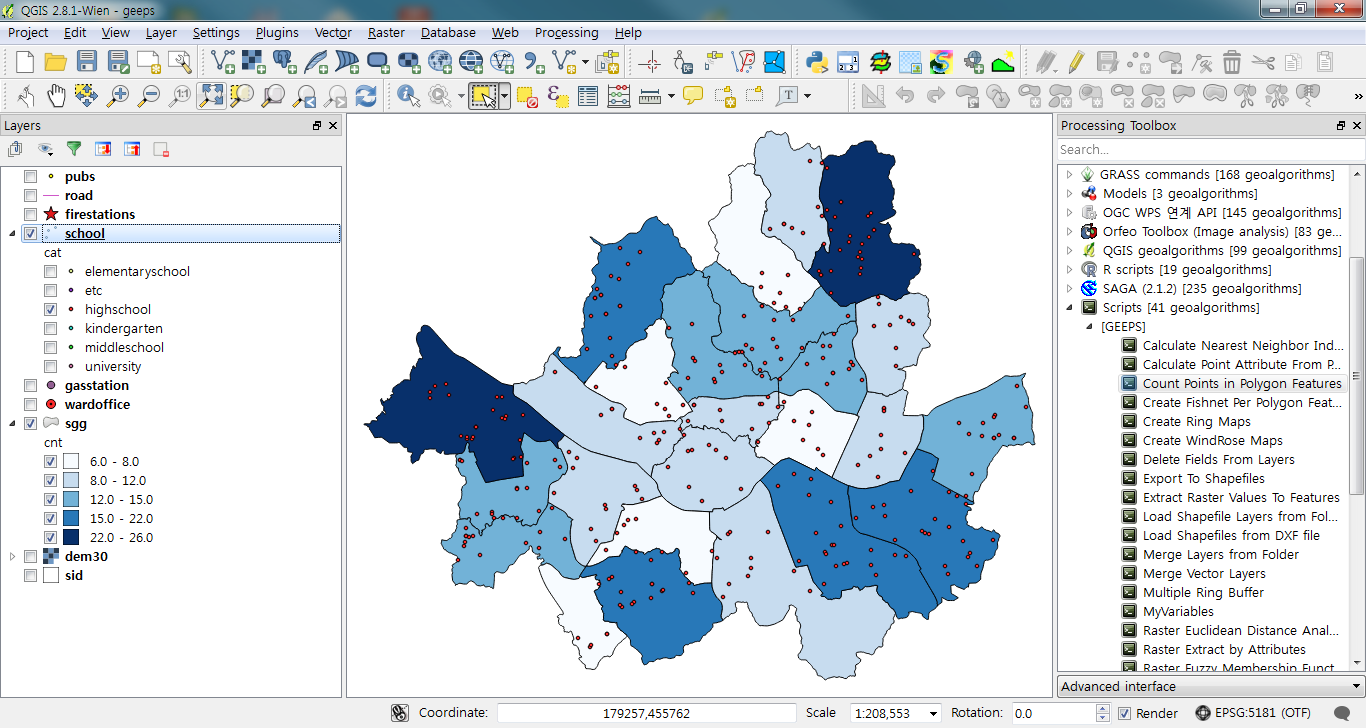 QGIS 2.8.1-Wien - geeps
Project Edit View Layer Settings Plugins Vector Raster Database Web Processing Help
Layers
pubs
road
firestations
school
cat
elementaryschool
etc
highschool
kindergarten
middleschool
university
gasstation
wardoffice
sgg
cnt
6.0 - 8.0
8.0 - 12.0
12.0 - 15.0
15.0 - 22.0
22.0 - 26.0
dem30
sid
Processing Toolbox
Search...
GRASS commands [168 geoalgorithms]
Models [3 geoalgorithms]
OGC WPS 연계 API [145 geoalgorithms]
Orfeo Toolbox (Image analysis) [83 ge...
QGIS geoalgorithms [99 geoalgorithms]
R scripts [19 geoalgorithms]
SAGA (2.1.2) [235 geoalgorithms]
Scripts [41 geoalgorithms]
[GEEPS]
Calculate Nearest Neighbor Ind...
Calculate Point Attribute From P...
Count Points in Polygon Features
Create Fishnet Per Polygon Feat...
Create Ring Maps
Create WindRose Maps
Delete Fields From Layers
Export To Shapefiles
Extract Raster Values To Features
Load Shapefile Layers from Fol...
Load Shapefiles from DXF file
Merge Layers from Folder
Merge Vector Layers
Multiple Ring Buffer
MyVariables
Raster Euclidean Distance Anal...
Raster Extract by Attributes
Raster Fuzzy Membership Funct...
Advanced interface
Coordinate: 179257,455762 Scale 1:208,553 Rotation: 0.0 Render EPSG:5181 (OTF)